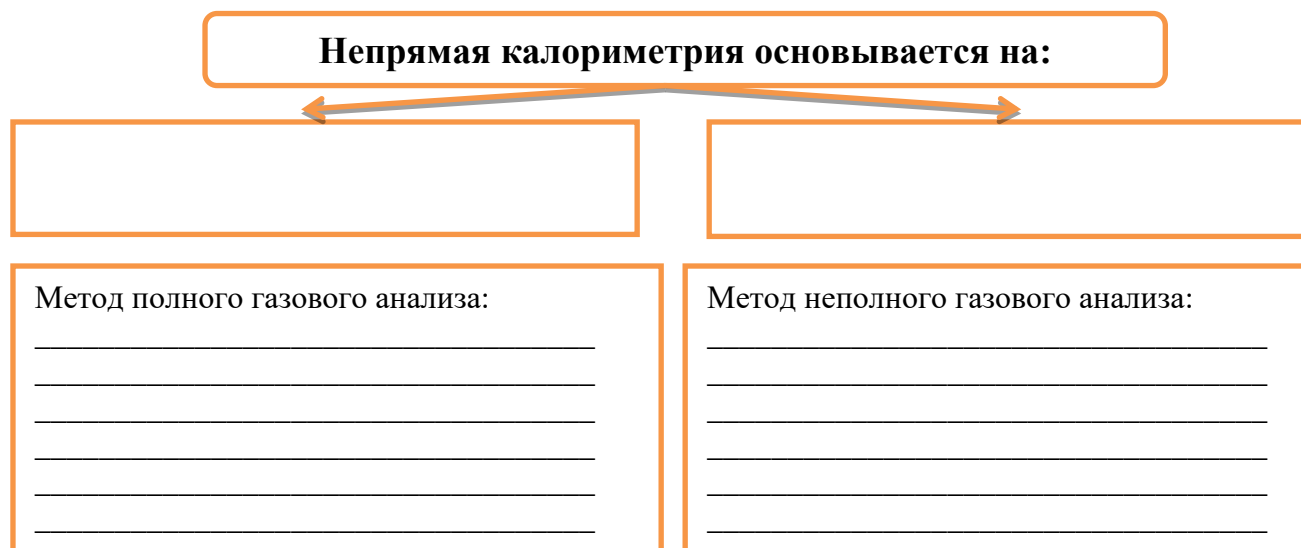 Непрямая калориметрия основывается на:
Метод полного газового анализа:
Метод неполного газового анализа: